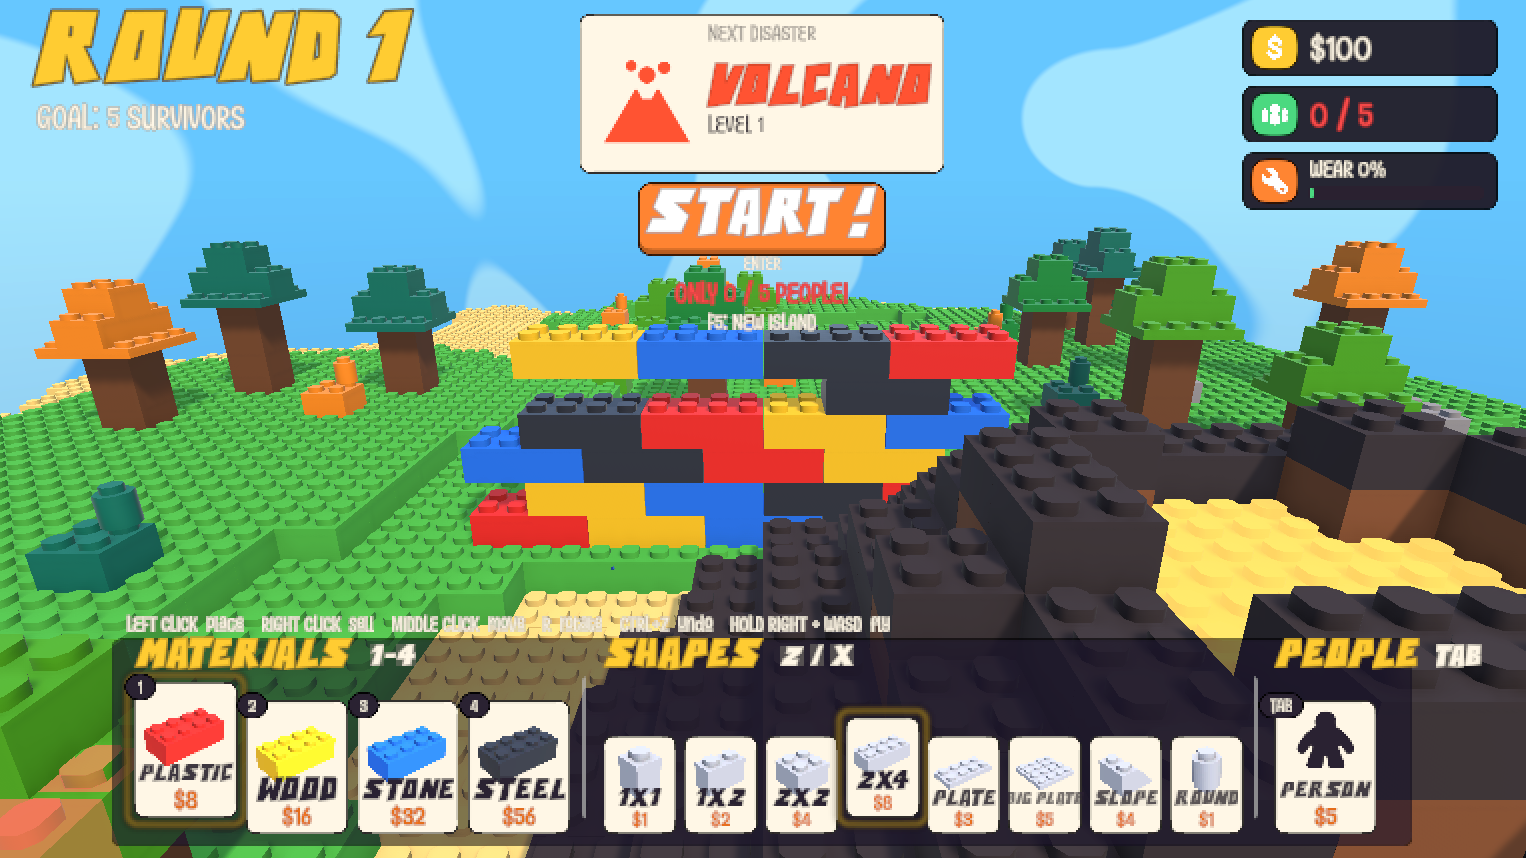 ROUND 1
GOAL: 5 SURVIVORS
NEXT DISASTER
VOLCANO
LEVEL 1
START!
ENTER
ONLY 0 / 5 PEOPLE!
F5: NEW ISLAND
$100
0 / 5
WEAR 0%
LEFT CLICK place RIGHT CLICK sell MIDDLE CLICK move R rotate CTRL+Z undo HOLD RIGHT + WASD fly
MATERIALS 1-4
1
PLASTIC
$8
2
WOOD
$16
3
STONE
$32
4
STEEL
$56
SHAPES Z / X
1X1
$1
1X2
$2
2X2
$4
2X4
$8
PLATE
$3
BIG PLATE
$5
SLOPE
$4
ROUND
$1
PEOPLE TAB
TAB
PERSON
$5